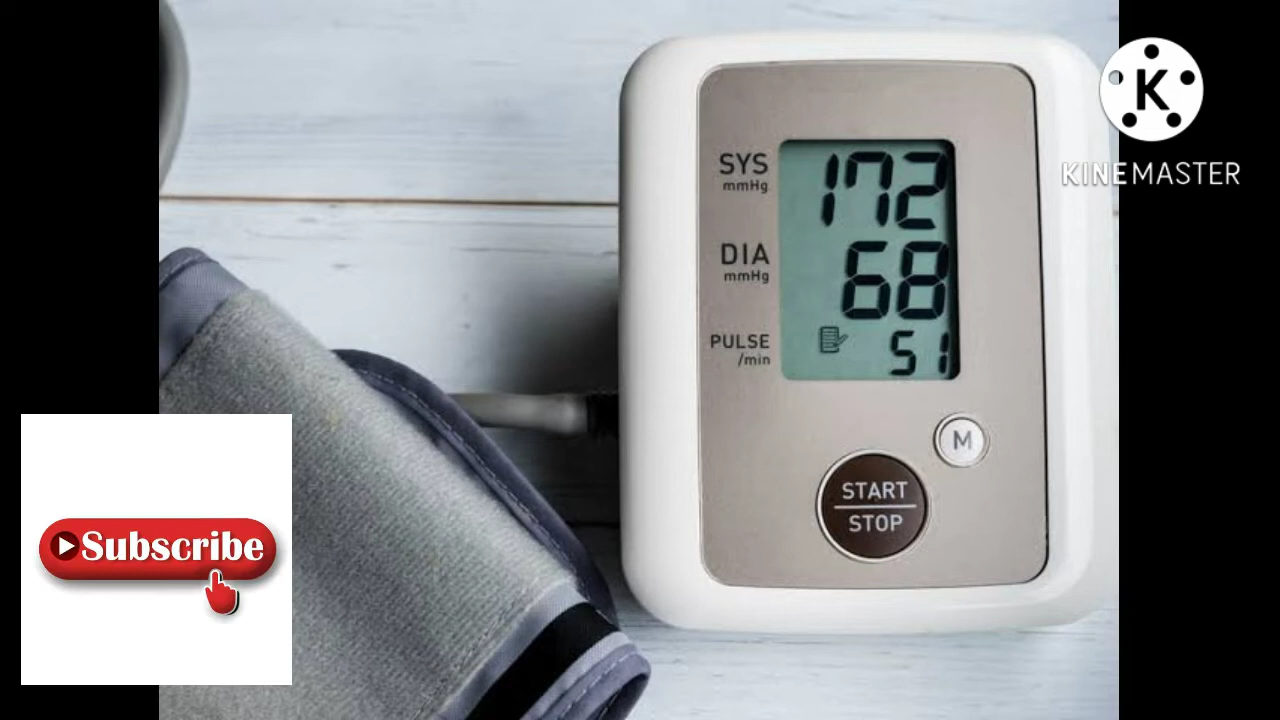 SYS
mmHg
172
DIA
mmHg
68
PULSE
/min
51
M
START
STOP
K
KINEMASTER
Subscribe